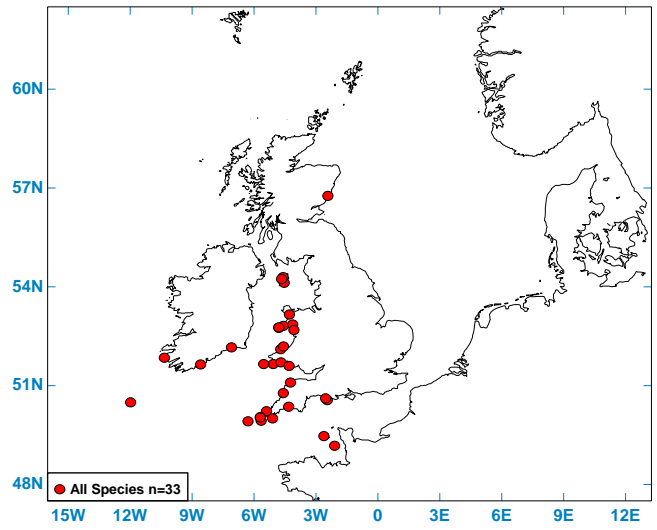 60N
57N
54N
51N
48N
All Species n=33
15W 12W 9W 6W 3W 0 3E 6E 9E 12E